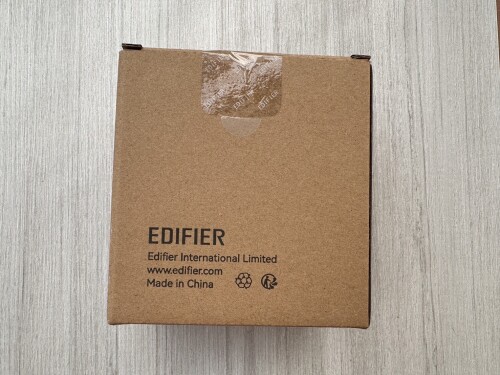 EDIFIER
Edifier International Limited
www.edifier.com
Made in China